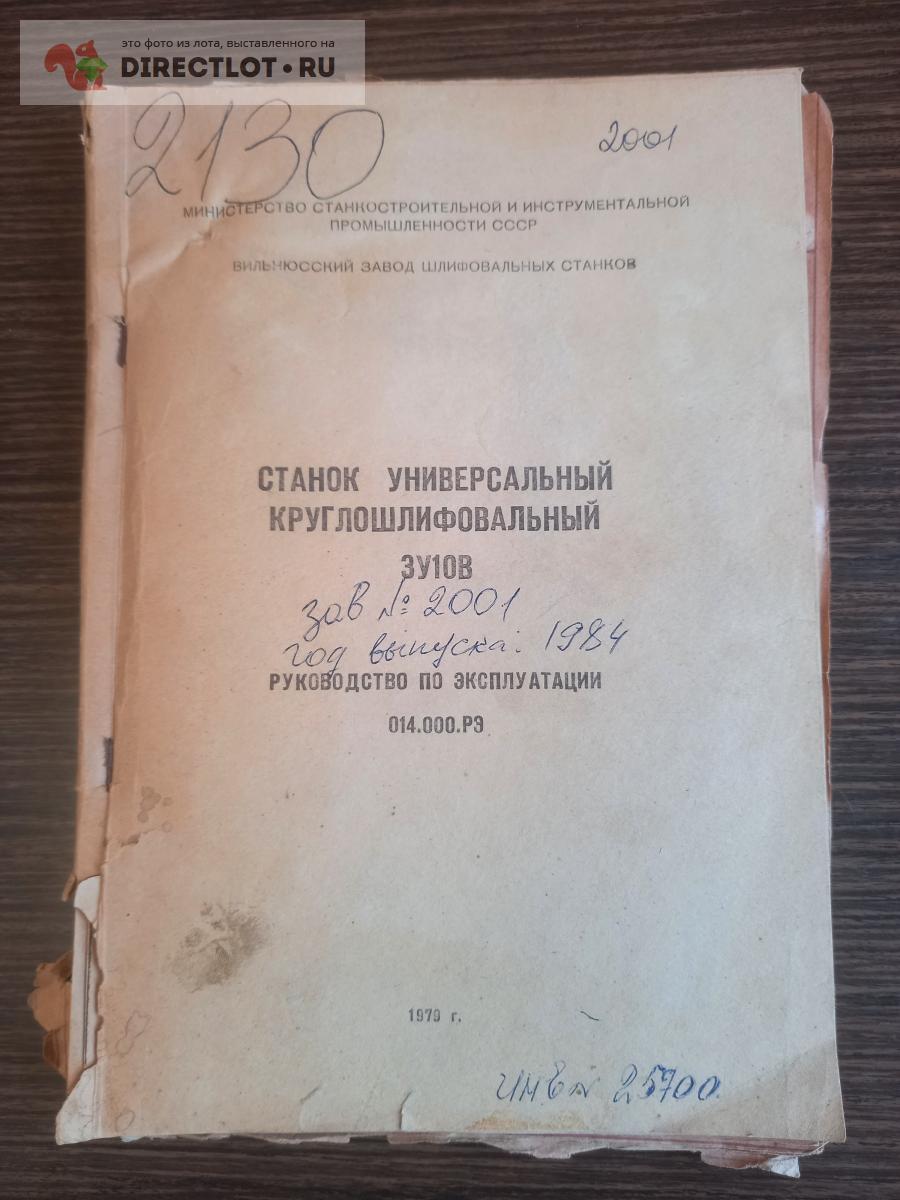 это фото из лота, выставленного на
DIRECTLOT.RU
2130
2001
МИНИСТЕРСТВО СТАНКОСТРОИТЕЛЬНОЙ И ИНСТРУМЕНТАЛЬНОЙ
ПРОМЫШЛЕННОСТИ СССР
ВИЛЬНЮССКИЙ ЗАВОД ШЛИФОВАЛЬНЫХ СТАНКОВ
СТАНОК УНИВЕРСАЛЬНЫЙ
КРУГЛОШЛИФОВАЛЬНЫЙ
3У10В
зав № 2001
год выпуска: 1984
РУКОВОДСТВО ПО ЭКСПЛУАТАЦИИ
014.000.РЭ
1979 г.
инв № 25700